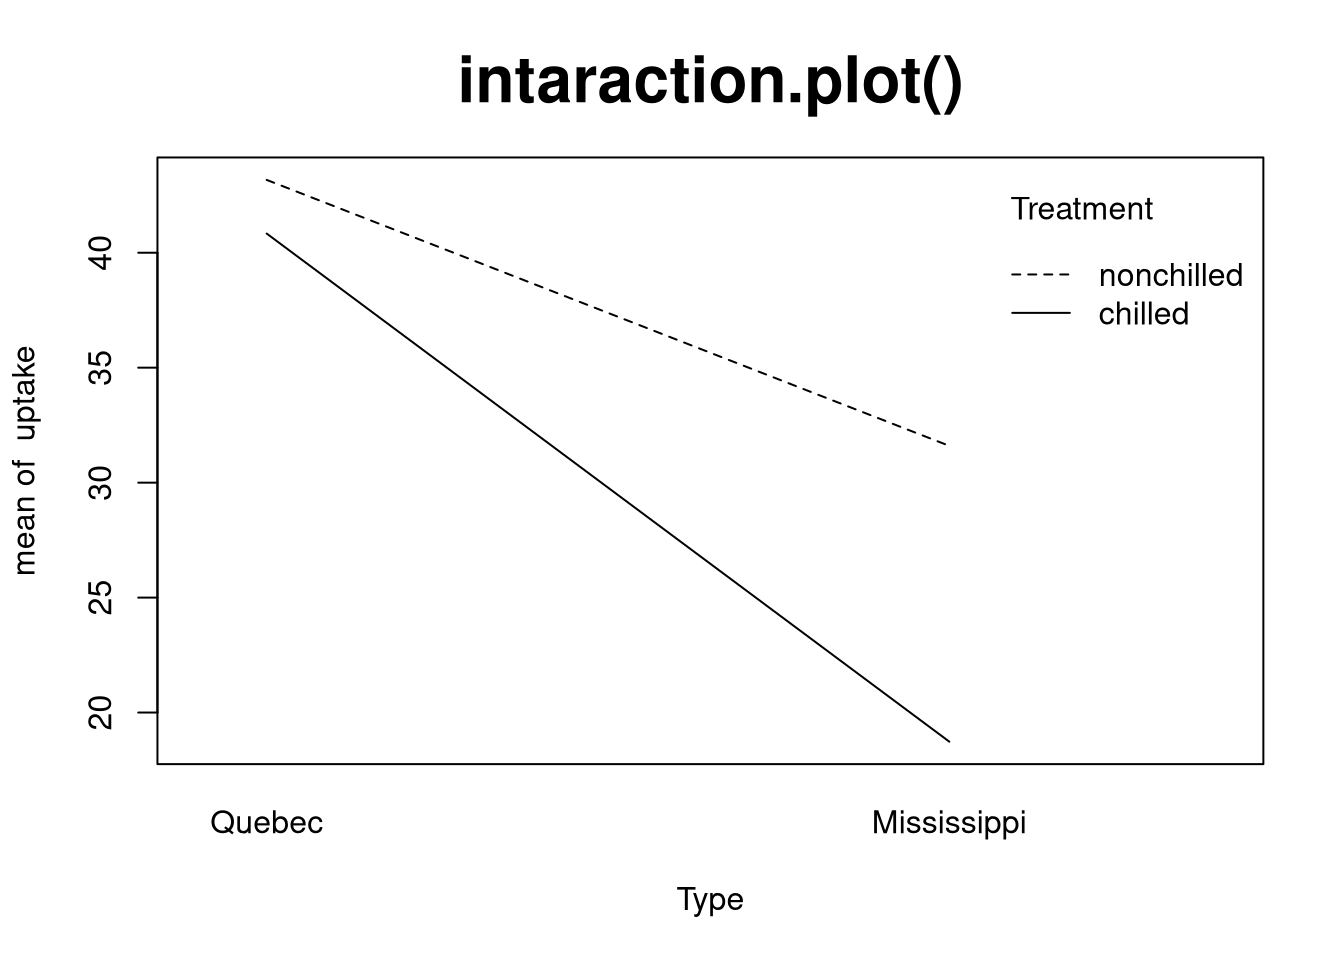 intaraction.plot()
Treatment
nonchilled
chilled
40
35
30
25
20
mean of  uptake
Quebec
Mississippi
Type